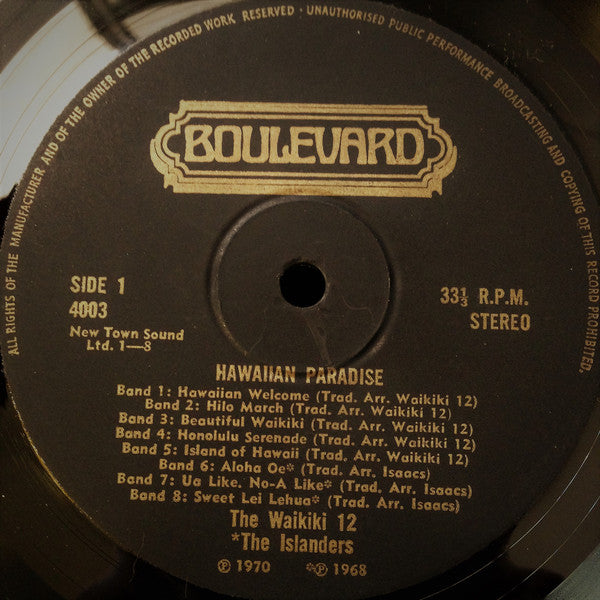 ALL RIGHTS OF THE MANUFACTURER AND OF THE OWNER OF THE RECORDED WORK RESERVED · UNAUTHORISED PUBLIC PERFORMANCE BROADCASTING AND COPYING OF THIS RECORD PROHIBITED.
BOULEVARD
SIDE 1
4003
New Town Sound
Ltd. 1—8
33⅓ R.P.M.
STEREO
HAWAIIAN PARADISE
Band 1: Hawaiian Welcome (Trad. Arr. Waikiki 12)
Band 2: Hilo March (Trad. Arr. Waikiki 12)
Band 3: Beautiful Waikiki (Trad. Arr. Waikiki 12)
Band 4: Honolulu Serenade (Trad. Arr. Waikiki 12)
Band 5: Island of Hawaii (Trad. Arr. Waikiki 12)
Band 6: Aloha Oe* (Trad. Arr. Isaacs)
Band 7: Ua Like. No-A Like* (Trad. Arr. Isaacs)
Band 8: Sweet Lei Lehua* (Trad. Arr. Isaacs)
The Waikiki 12
*The Islanders
℗ 1970 *℗ 1968